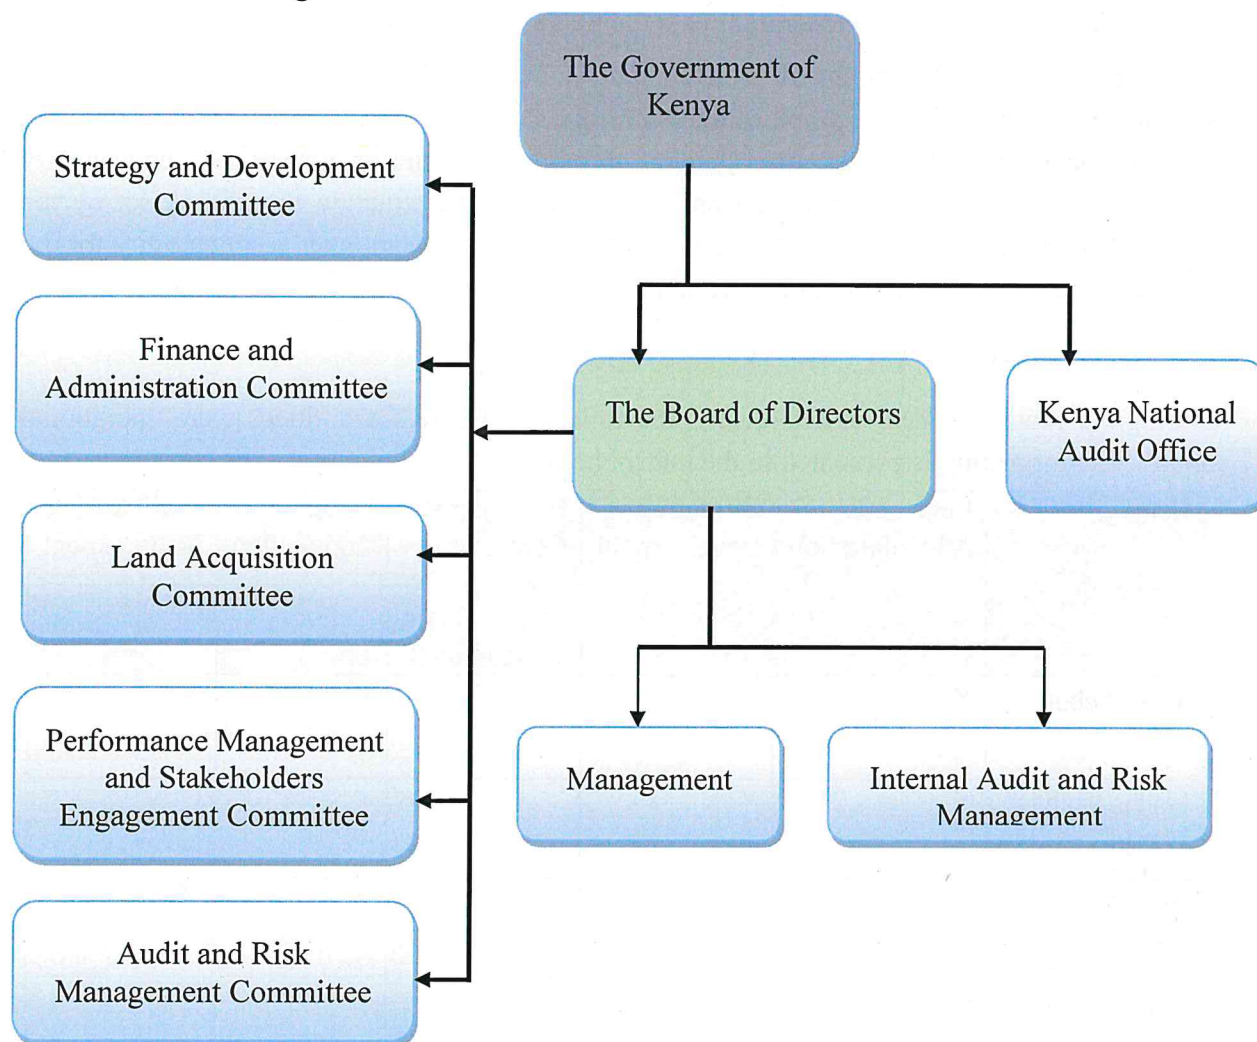 The Government of
Kenya
Strategy and Development
Committee
Finance and
Administration Committee
The Board of Directors
Kenya National
Audit Office
Land Acquisition
Committee
Performance Management
and Stakeholders
Engagement Committee
Management
Internal Audit and Risk
Management
Audit and Risk
Management Committee